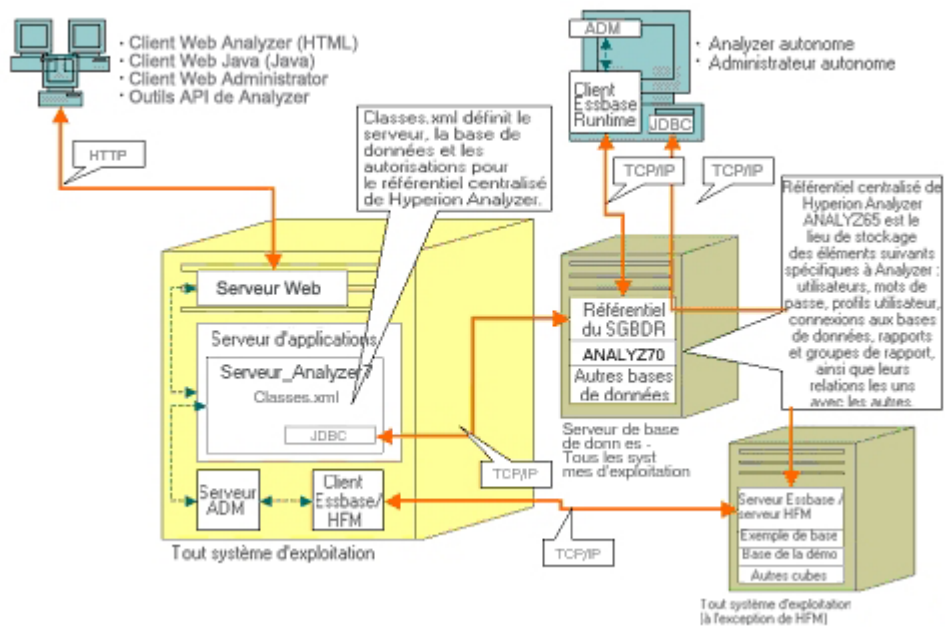 · Client Web Analyzer (HTML)
· Client Web Java (Java)
· Client Web Administrator
· Outils API de Analyzer
HTTP
ADM
Client
Essbase
Runtime
JDBC
· Analyzer autonome
· Administrateur autonome
Classes.xml définit le
serveur, la base de
données et les
autorisations pour
le référentiel centralisé
de Hyperion Analyzer.
TCP/IP
TCP/IP
Référentiel centralisé de
Hyperion Analyzer
ANALYZ65 est le
lieu de stockage
des éléments suivants
spécifiques à Analyzer :
utilisateurs, mots de
passe, profils utilisateur,
connexions aux bases
de données, rapports
et groupes de rapport,
ainsi que leurs
relations les uns
avec les autres.
Serveur Web
Serveur d'applications
Serveur_Analyzer7
Classes.xml
JDBC
Serveur
ADM
Client
Essbase/
HFM
Tout système d'exploitation
Référentiel
du SGBDR
ANALYZ70
Autres bases
de données
Serveur de base
de donn es -
Tous les syst
mes d'exploitation
TCP/IP
TCP/IP
Serveur Essbase /
serveur HFM
Exemple de base
Base de la démo
Autres cubes
Tout système d'exploitation
(à l'exception de HFM)